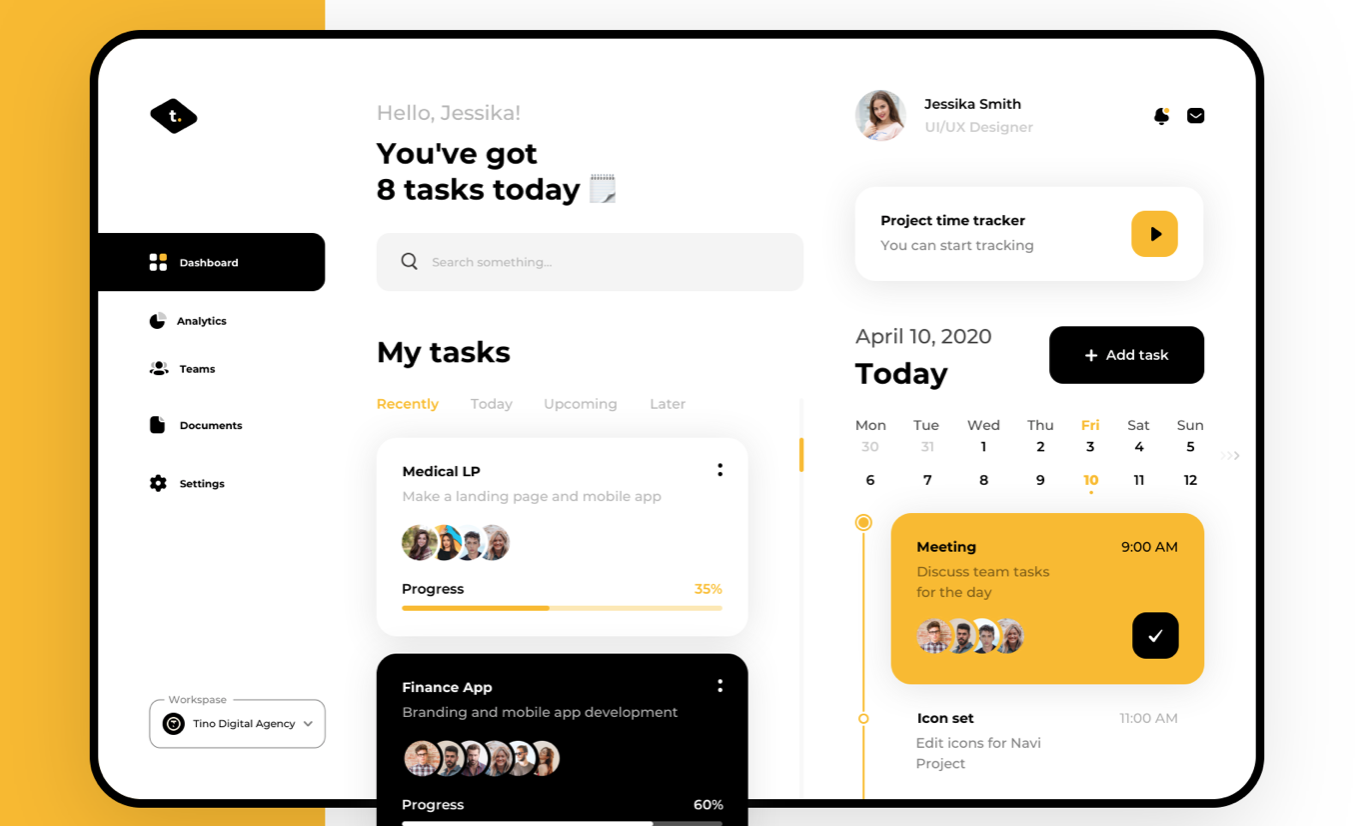 t.
Hello, Jessika!
You've got
8 tasks today
Search something...
Dashboard
Analytics
Teams
Documents
Settings
Workspase
Tino Digital Agency
My tasks
Recently Today Upcoming Later
Medical LP
Make a landing page and mobile app
Progress 35%
Finance App
Branding and mobile app development
Progress 60%
Jessika Smith
UI/UX Designer
Project time tracker
You can start tracking
April 10, 2020
Today
+ Add task
Mon Tue Wed Thu Fri Sat Sun
30 31 1 2 3 4 5
6 7 8 9 10 11 12
Meeting 9:00 AM
Discuss team tasks
for the day
Icon set 11:00 AM
Edit icons for Navi
Project